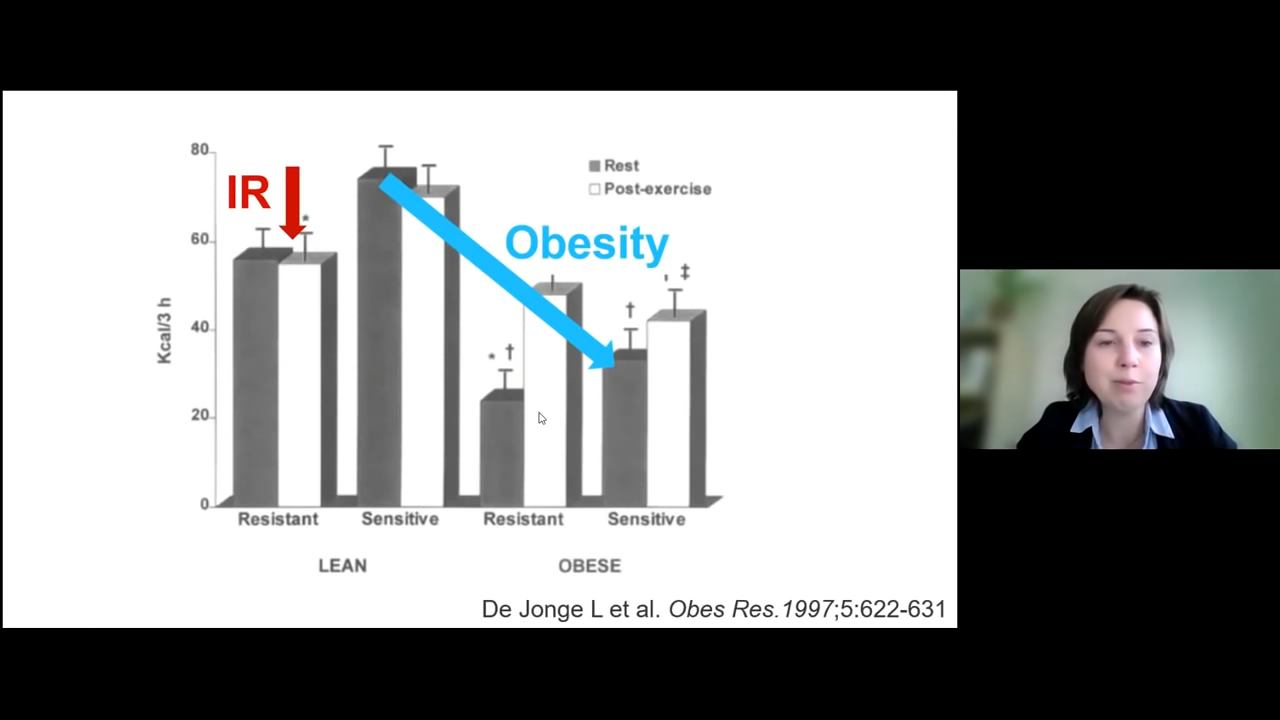 80
IR
*
Rest
Post-exercise
60
Obesity
‡
†
Kcal/3 h
40
* †
20
0
Resistant Sensitive Resistant Sensitive
LEAN OBESE
De Jonge L et al. Obes Res.1997;5:622-631